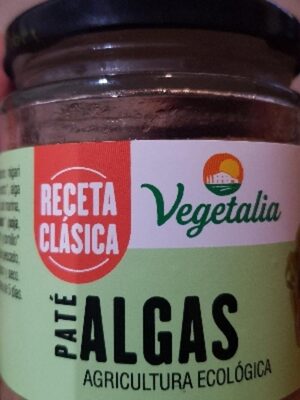 RECETA
CLÁSICA
Vegetalia
PATÉ
ALGAS
AGRICULTURA ECOLÓGICA